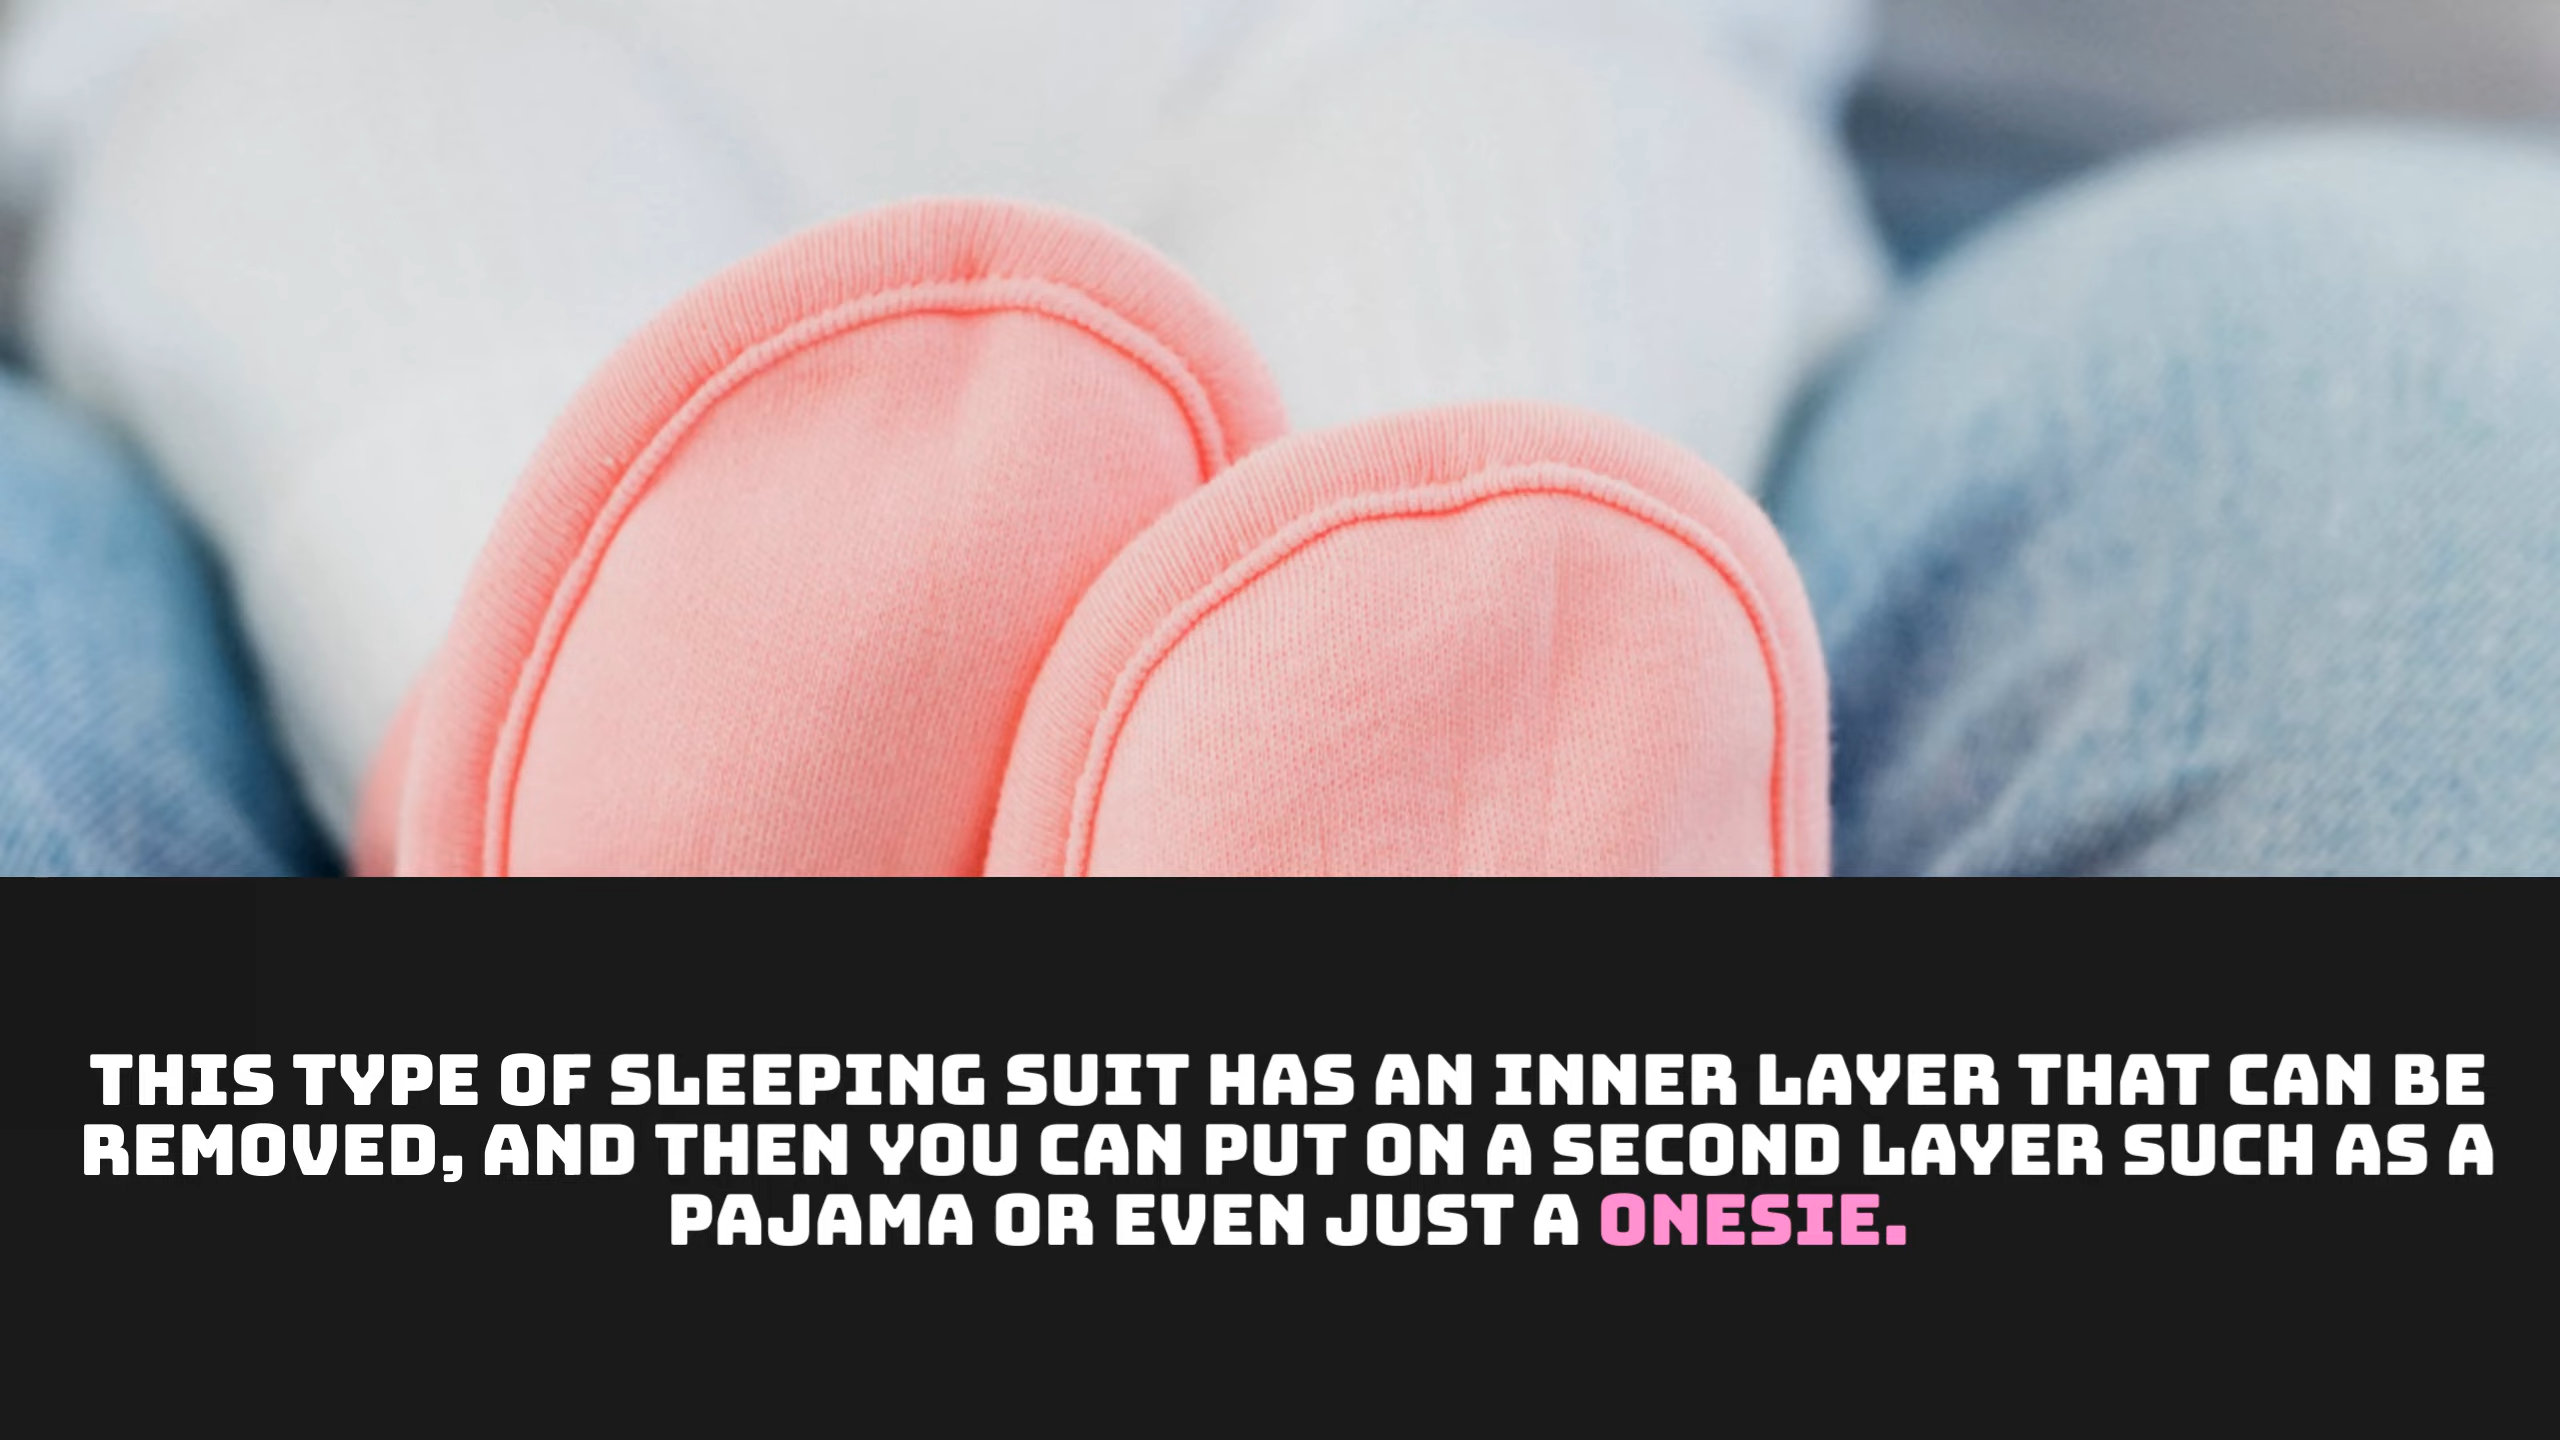 THIS TYPE OF SLEEPING SUIT HAS AN INNER LAYER THAT CAN BE
REMOVED, AND THEN YOU CAN PUT ON A SECOND LAYER SUCH AS A
PAJAMA OR EVEN JUST A ONESIE.